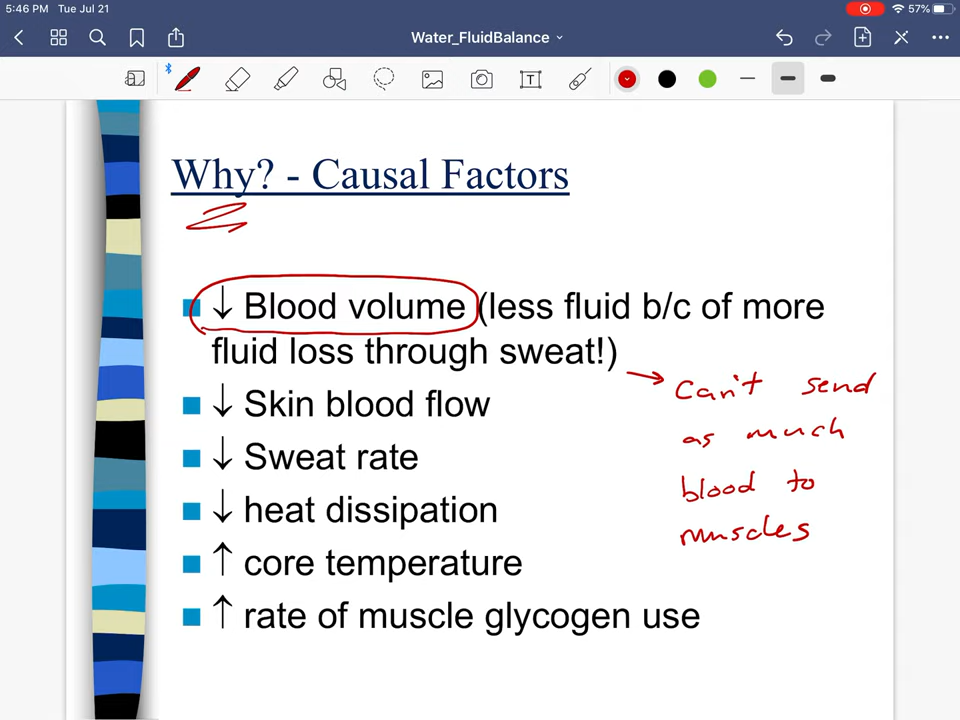 5:46 PM Tue Jul 21
57%
Water_FluidBalance
Why? - Causal Factors
↓ Blood volume (less fluid b/c of more
fluid loss through sweat!)
→ can't send
as much
blood to
muscles
↓ Skin blood flow
↓ Sweat rate
↓ heat dissipation
↑ core temperature
↑ rate of muscle glycogen use